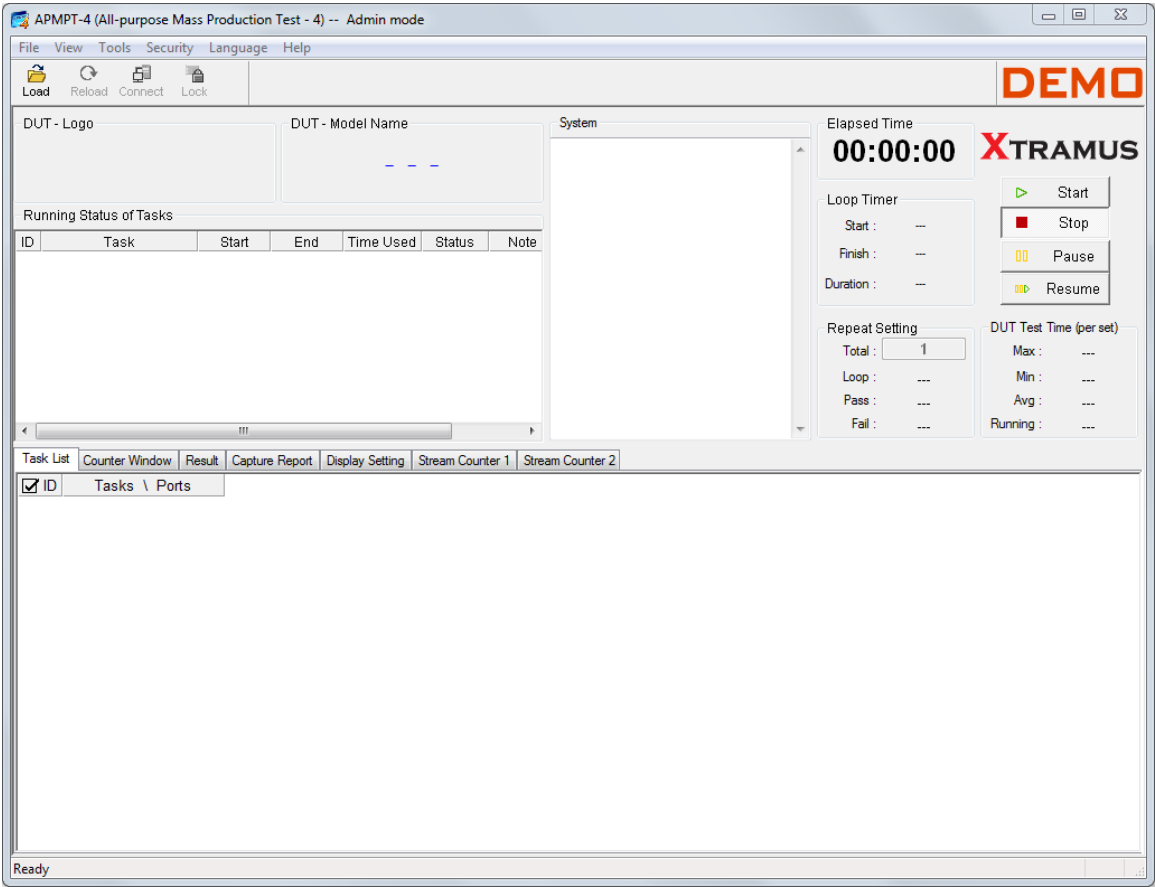 APMPT-4 (All-purpose Mass Production Test - 4) -- Admin mode
File View Tools Security Language Help
Load Reload Connect Lock
DEMO
DUT - Logo
DUT - Model Name
_ _ _
System
Elapsed Time
00:00:00
XTRAMUS
Running Status of Tasks
ID Task Start End Time Used Status Note
Loop Timer
Start : ---
Finish : ---
Duration : ---
Start
Stop
Pause
Resume
Repeat Setting
Total : 1
Loop : ---
Pass : ---
Fail : ---
DUT Test Time (per set)
Max : ---
Min : ---
Avg : ---
Running : ---
Task List Counter Window Result Capture Report Display Setting Stream Counter 1 Stream Counter 2
ID Tasks \ Ports
Ready